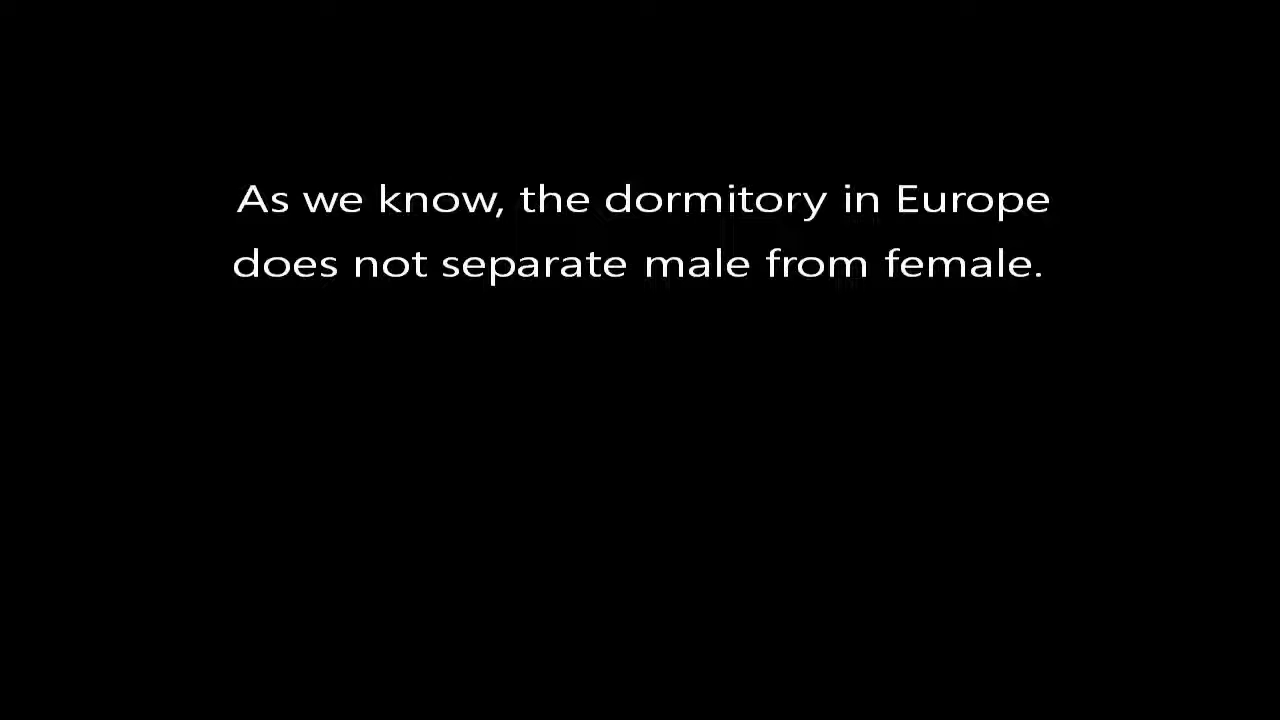 As we know, the dormitory in Europe
does not separate male from female.